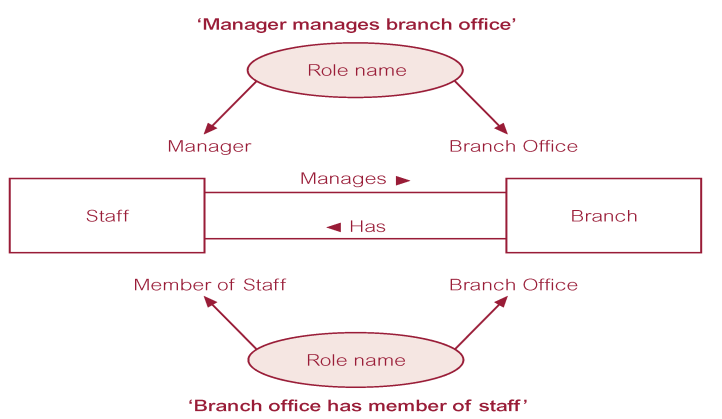 ‘Manager manages branch office’
Role name
Manager
Branch Office
Manages ►
Staff
Branch
◄ Has
Member of Staff
Branch Office
Role name
‘Branch office has member of staff’